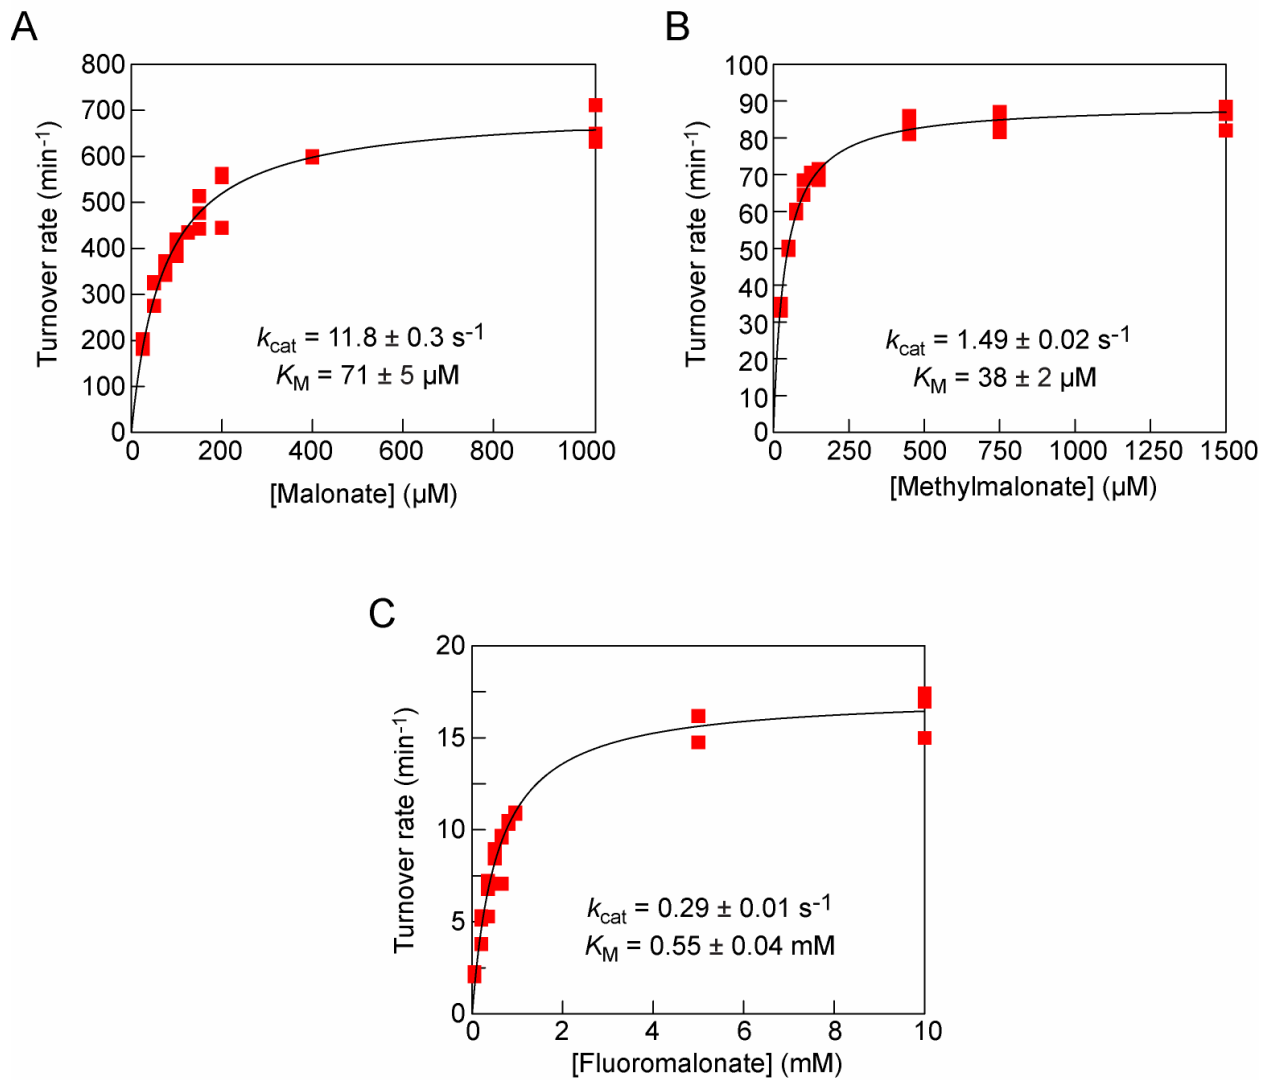 A
800
700
600
500
400
300
200
100
0
Turnover rate (min-1)
kcat = 11.8 ± 0.3 s-1
KM = 71 ± 5 µM
0 200 400 600 800 1000
[Malonate] (µM)
B
100
90
80
70
60
50
40
30
20
10
0
Turnover rate (min-1)
kcat = 1.49 ± 0.02 s-1
KM = 38 ± 2 µM
0 250 500 750 1000 1250 1500
[Methylmalonate] (µM)
C
20
15
10
5
0
Turnover rate (min-1)
kcat = 0.29 ± 0.01 s-1
KM = 0.55 ± 0.04 mM
0 2 4 6 8 10
[Fluoromalonate] (mM)